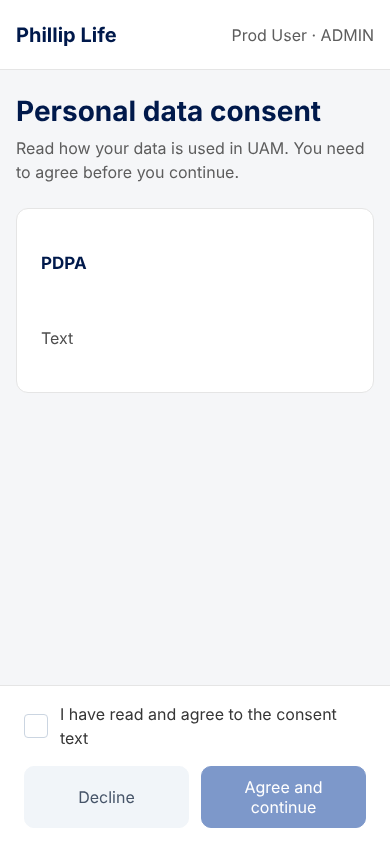 Phillip Life
Prod User · ADMIN
Personal data consent
Read how your data is used in UAM. You need
to agree before you continue.
PDPA
Text
I have read and agree to the consent
text
Decline
Agree and
continue